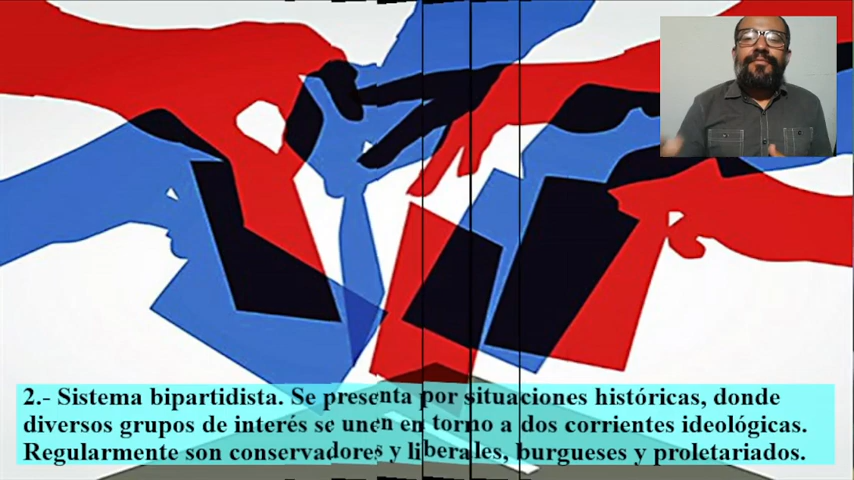 2.- Sistema bipartidista. Se presenta por situaciones históricas, donde
diversos grupos de interés se unen en torno a dos corrientes ideológicas.
Regularmente son conservadores y liberales, burgueses y proletariados.